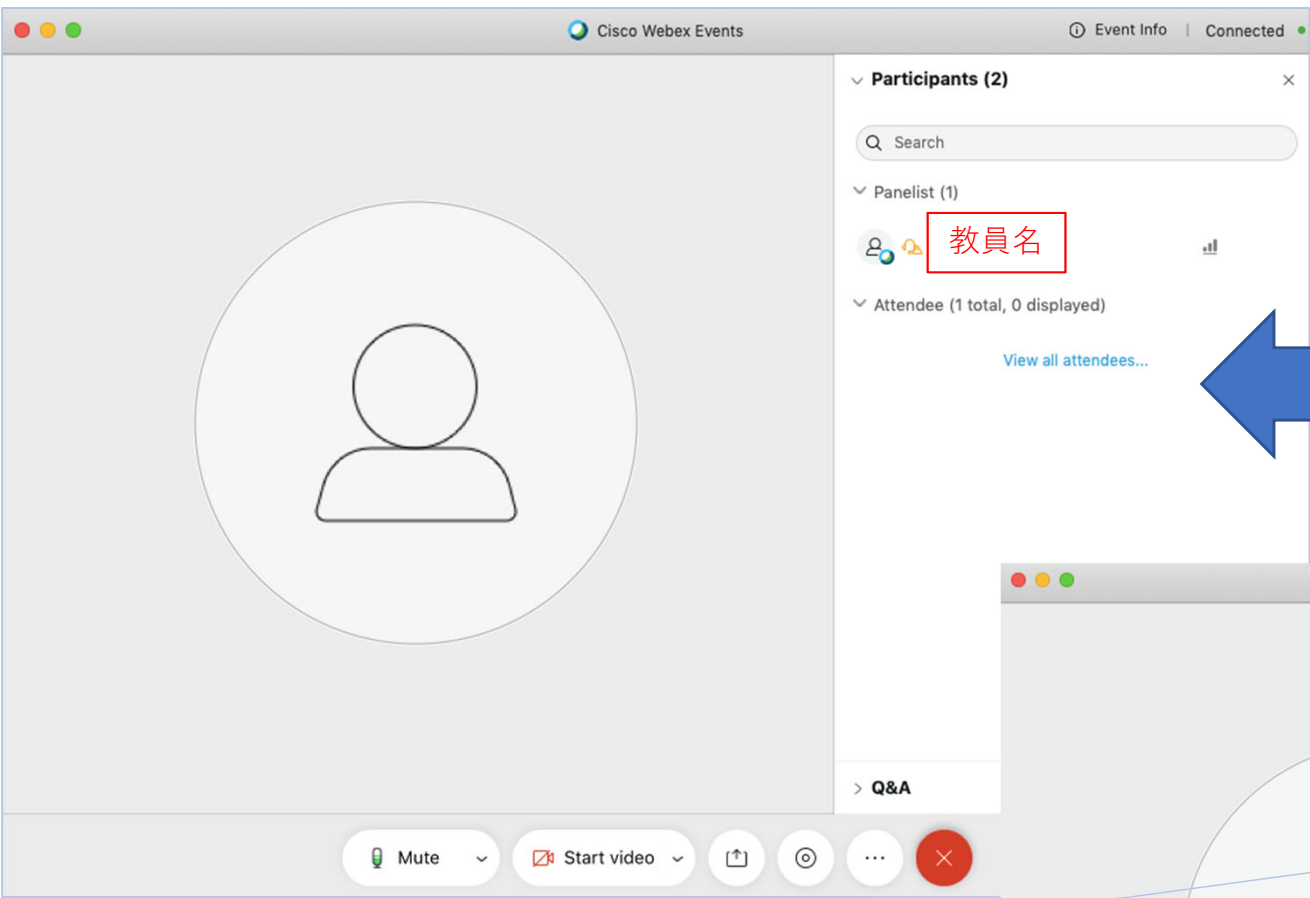 Cisco Webex Events
Event Info
Connected
Participants (2)
Search
Panelist (1)
教員名
Attendee (1 total, 0 displayed)
View all attendees...
Q&A
Mute
Start video